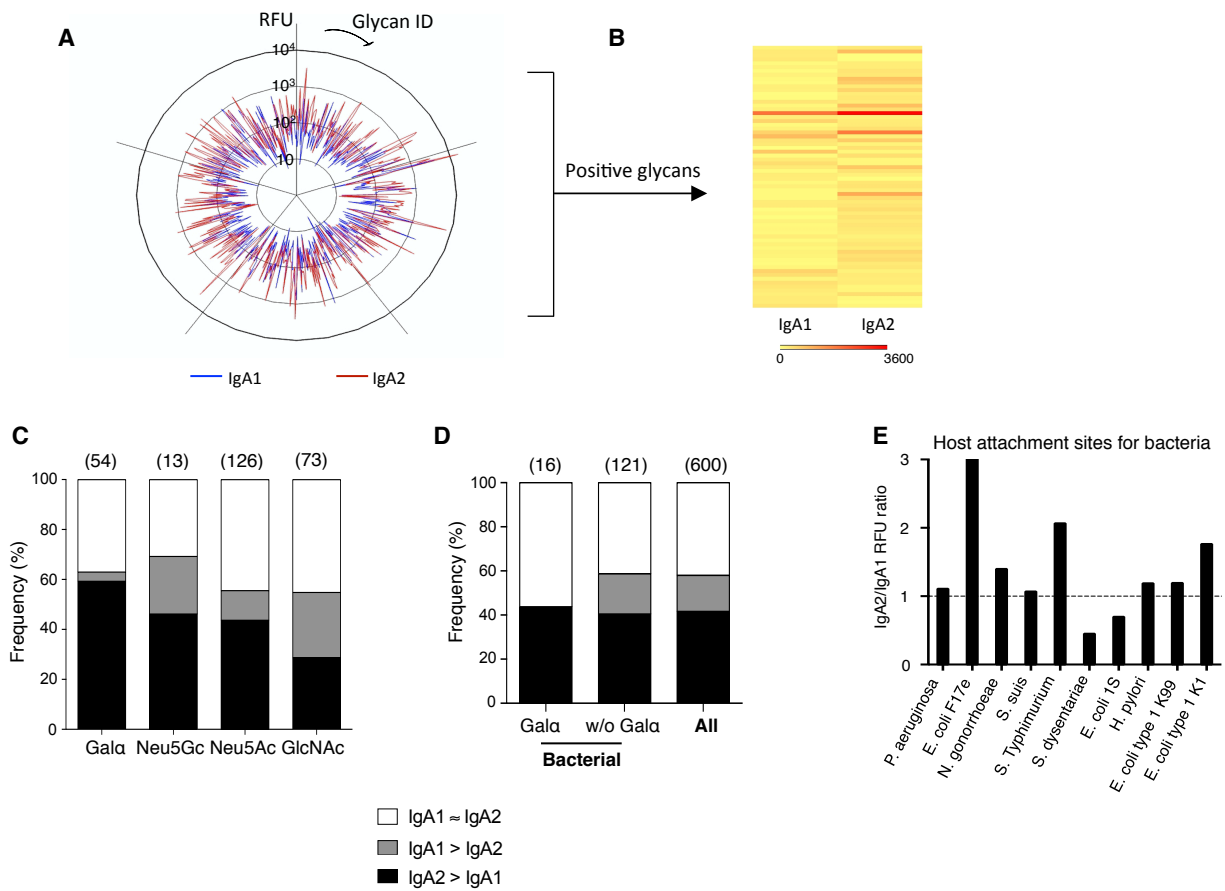 A
RFU
Glycan ID
10⁴
10³
10²
10
IgA1
IgA2
Positive glycans
B
IgA1
IgA2
0
3600
C
(54)
(13)
(126)
(73)
Frequency (%)
100
80
60
40
20
0
Galα
Neu5Gc
Neu5Ac
GlcNAc
D
(16)
(121)
(600)
Frequency (%)
100
80
60
40
20
0
Galα
w/o Galα
All
Bacterial
IgA1 ≈ IgA2
IgA1 > IgA2
IgA2 > IgA1
E
Host attachment sites for bacteria
IgA2/IgA1 RFU ratio
3
2
1
0
P. aeruginosa
E. coli F17e
N. gonorrhoeae
S. suis
S. Typhimurium
S. dysentariae
E. coli 1S
H. pylori
E. coli type 1 K99
E. coli type 1 K1